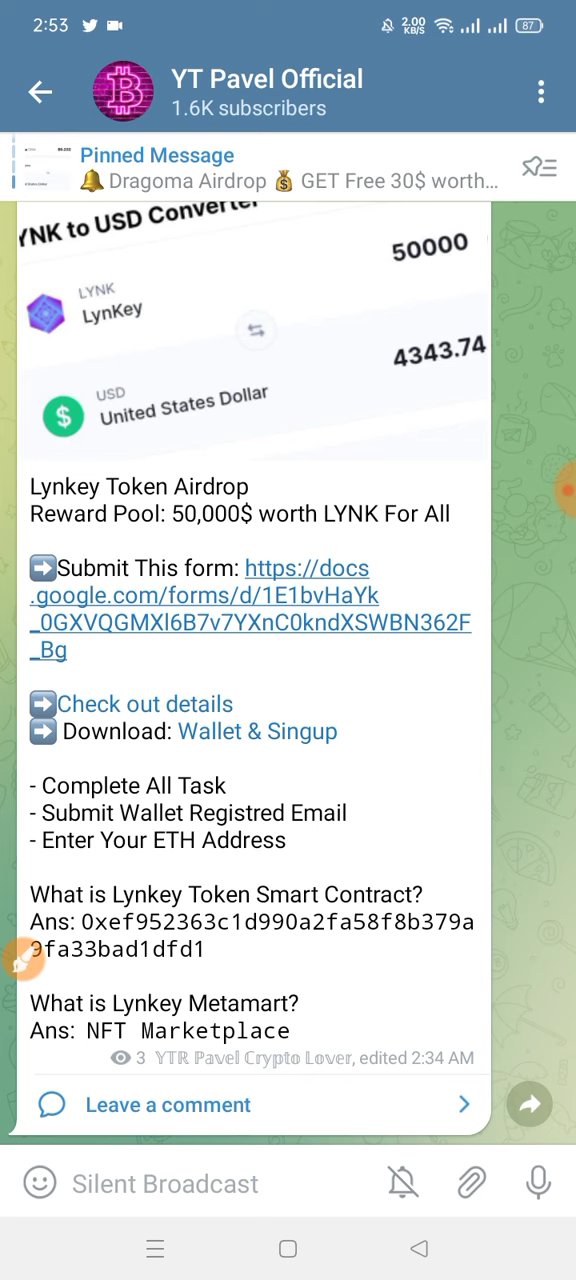 2:53 2.00 KB/S 87
YT Pavel Official
1.6K subscribers
Pinned Message
🔔 Dragoma Airdrop 💰 GET Free 30$ worth...
YNK to USD Converter
50000
LYNK
LynKey
4343.74
USD
United States Dollar
Lynkey Token Airdrop
Reward Pool: 50,000$ worth LYNK For All
➡️Submit This form: https://docs
.google.com/forms/d/1E1bvHaYk
_0GXVQGMXl6B7v7YXnC0kndXSWBN362F
_Bg
➡️Check out details
➡️ Download: Wallet & Singup
- Complete All Task
- Submit Wallet Registred Email
- Enter Your ETH Address
What is Lynkey Token Smart Contract?
Ans: 0xef952363c1d990a2fa58f8b379a
9fa33bad1dfd1
What is Lynkey Metamart?
Ans: NFT Marketplace
3 YTR Pavel Crypto Lover, edited 2:34 AM
Leave a comment
Silent Broadcast